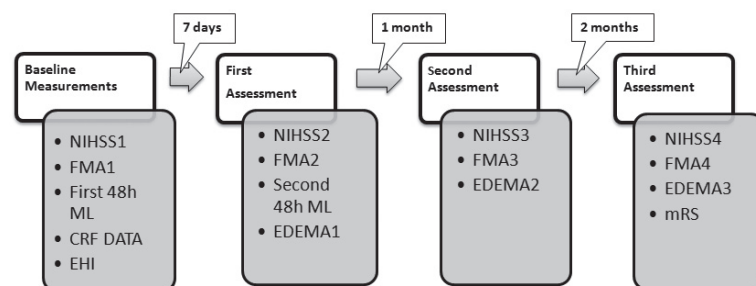 7 days
1 month
2 months
Baseline
Measurements
• NIHSS1
• FMA1
• First 48h
ML
• CRF DATA
• EHI
First
Assessment
• NIHSS2
• FMA2
• Second
48h ML
• EDEMA1
Second
Assessment
• NIHSS3
• FMA3
• EDEMA2
Third
Assessment
• NIHSS4
• FMA4
• EDEMA3
• mRS